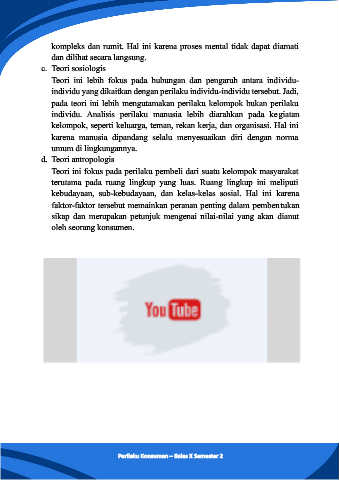 kompleks dan rumit. Hal ini karena proses mental tidak dapat diamati
dan dilihat secara langsung.
c. Teori sosiologis
Teori ini lebih fokus pada hubungan dan pengaruh antara individu-
individu yang dikaitkan dengan perilaku individu-individu tersebut. Jadi,
pada teori ini lebih mengutamakan perilaku kelompok bukan perilaku
individu. Analisis perilaku manusia lebih diarahkan pada kegiatan
kelompok, seperti keluarga, teman, rekan kerja, dan organisasi. Hal ini
karena manusia dipandang selalu menyesuaikan diri dengan norma
umum di lingkungannya.
d. Teori antropologis
Teori ini fokus pada perilaku pembeli dari suatu kelompok masyarakat
terutama pada ruang lingkup yang luas. Ruang lingkup ini meliputi
kebudayaan, sub-kebudayaan, dan kelas-kelas sosial. Hal ini karena
faktor-faktor tersebut memainkan peranan penting dalam pembentukan
sikap dan merupakan petunjuk mengenai nilai-nilai yang akan dianut
oleh seorang konsumen.
YouTube
Perilaku Konsumen – Kelas X Semester 2